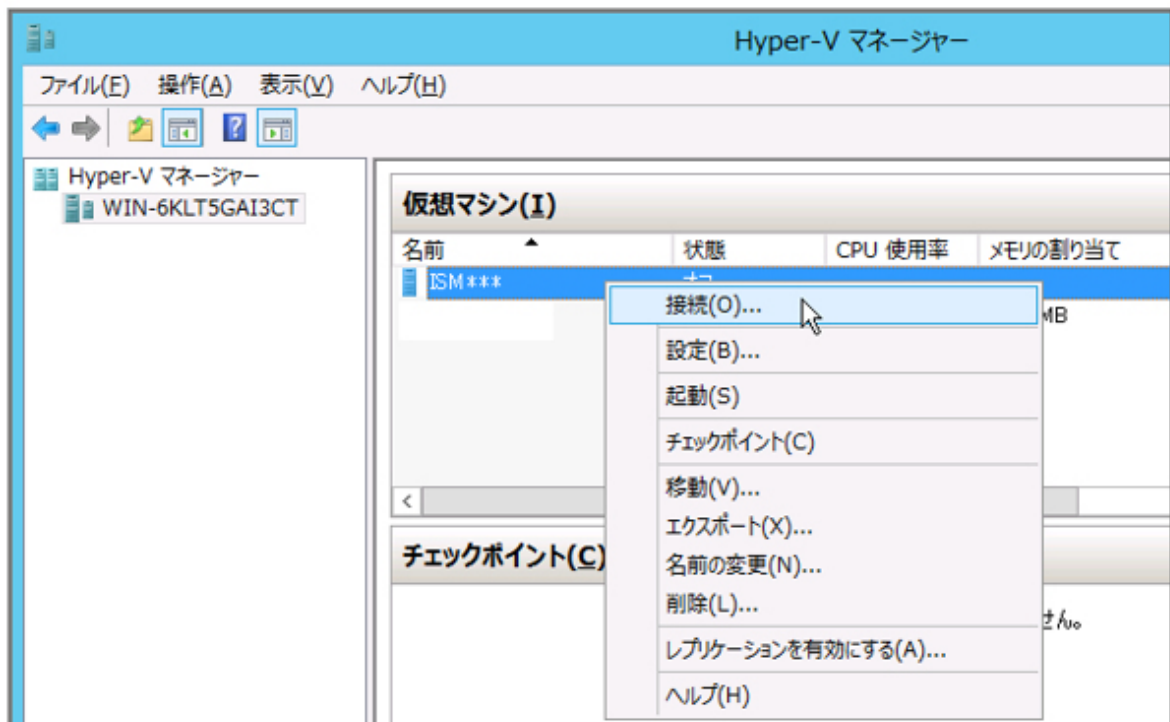 Hyper-V マネージャー
ファイル(F) 操作(A) 表示(V) ヘルプ(H)
Hyper-V マネージャー
WIN-6KLT5GAI3CT
仮想マシン(I)
名前 状態 CPU 使用率 メモリの割り当て
ISM***
MB
接続(O)...
設定(B)...
起動(S)
チェックポイント(C)
移動(V)...
エクスポート(X)...
名前の変更(N)...
削除(L)...
レプリケーションを有効にする(A)...
ヘルプ(H)
チェックポイント(C)
せん。